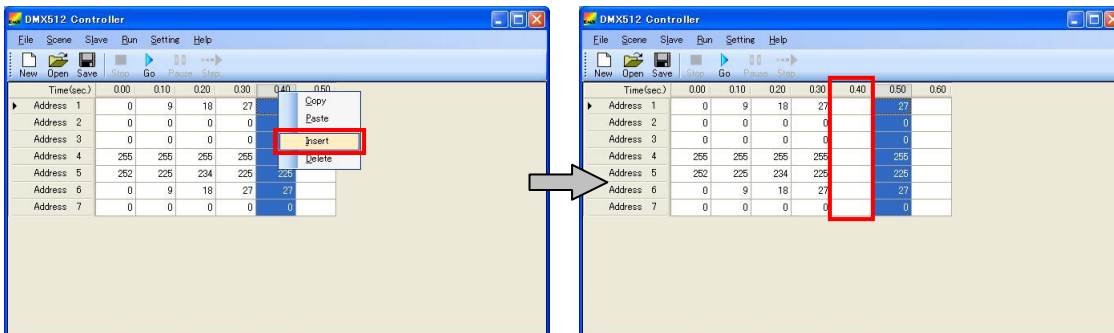 DMX512 Controller
File Scene Slave Run Setting Help
New Open Save Stop Go Pause Step
Time(sec.) 0.00 0.10 0.20 0.30 0.40 0.50
Address 1 0 9 18 27
Address 2 0 0 0 0
Address 3 0 0 0 0
Address 4 255 255 255 255
Address 5 252 225 234 225 225
Address 6 0 9 18 27 27
Address 7 0 0 0 0 0
Copy
Paste
Insert
Delete
DMX512 Controller
File Scene Slave Run Setting Help
New Open Save Stop Go Pause Step
Time(sec.) 0.00 0.10 0.20 0.30 0.40 0.50 0.60
Address 1 0 9 18 27 27
Address 2 0 0 0 0 0
Address 3 0 0 0 0 0
Address 4 255 255 255 255 255
Address 5 252 225 234 225 225
Address 6 0 9 18 27 27
Address 7 0 0 0 0 0